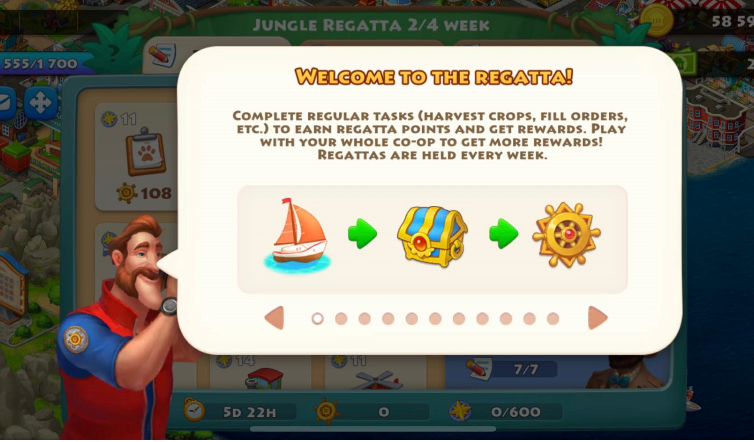 JUNGLE REGATTA 2/4 WEEK
58 59
555/1 700
WELCOME TO THE REGATTA!
COMPLETE REGULAR TASKS (HARVEST CROPS, FILL ORDERS,
ETC.) TO EARN REGATTA POINTS AND GET REWARDS. PLAY
WITH YOUR WHOLE CO-OP TO GET MORE REWARDS!
REGATTAS ARE HELD EVERY WEEK.
11
108
14
11
7/7
5D 22H
0
0/600